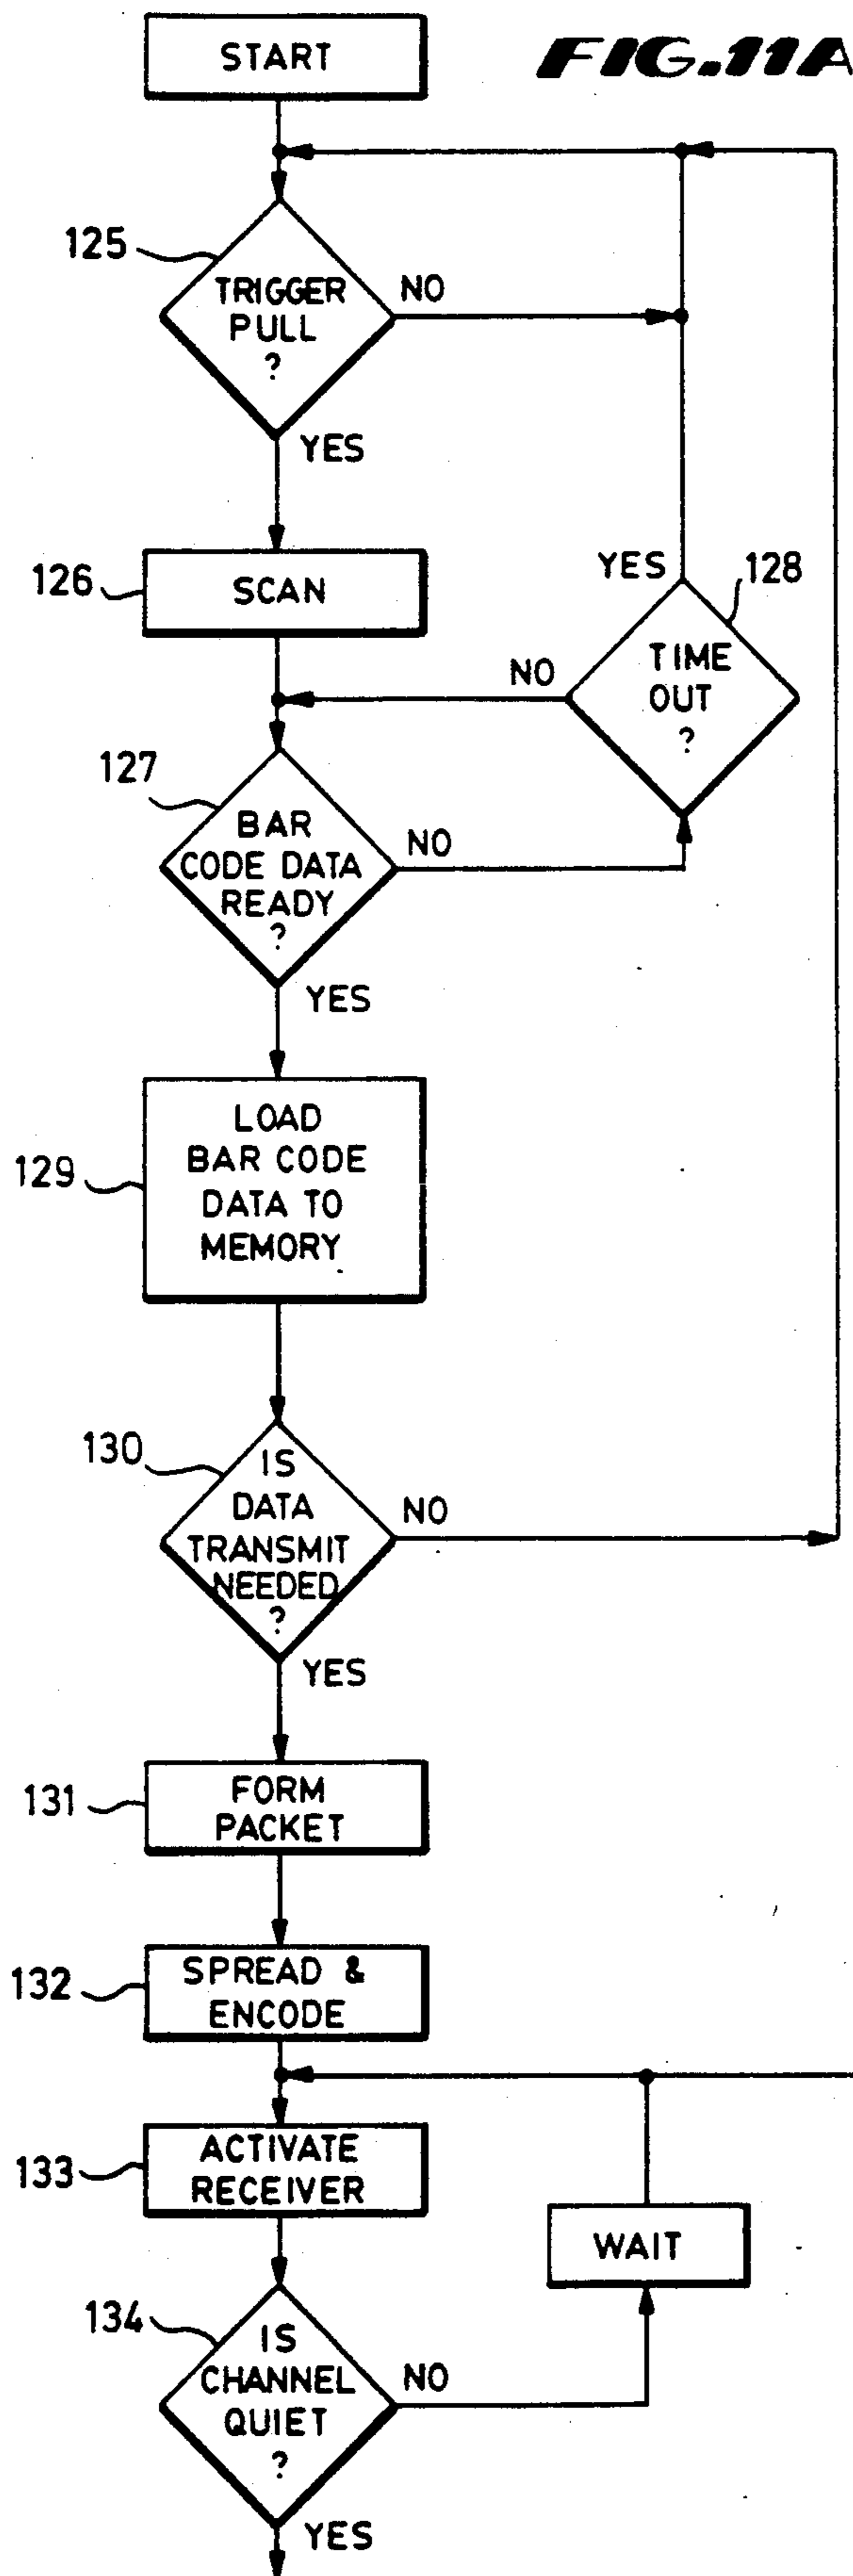 START
FIG.11A
125
TRIGGER
PULL
?
NO
YES
126
SCAN
YES
128
TIME
OUT
?
NO
127
BAR
CODE DATA
READY
?
NO
YES
129
LOAD
BAR CODE
DATA TO
MEMORY
130
IS
DATA
TRANSMIT
NEEDED
?
NO
YES
131
FORM
PACKET
132
SPREAD &
ENCODE
133
ACTIVATE
RECEIVER
WAIT
134
IS
CHANNEL
QUIET
?
NO
YES